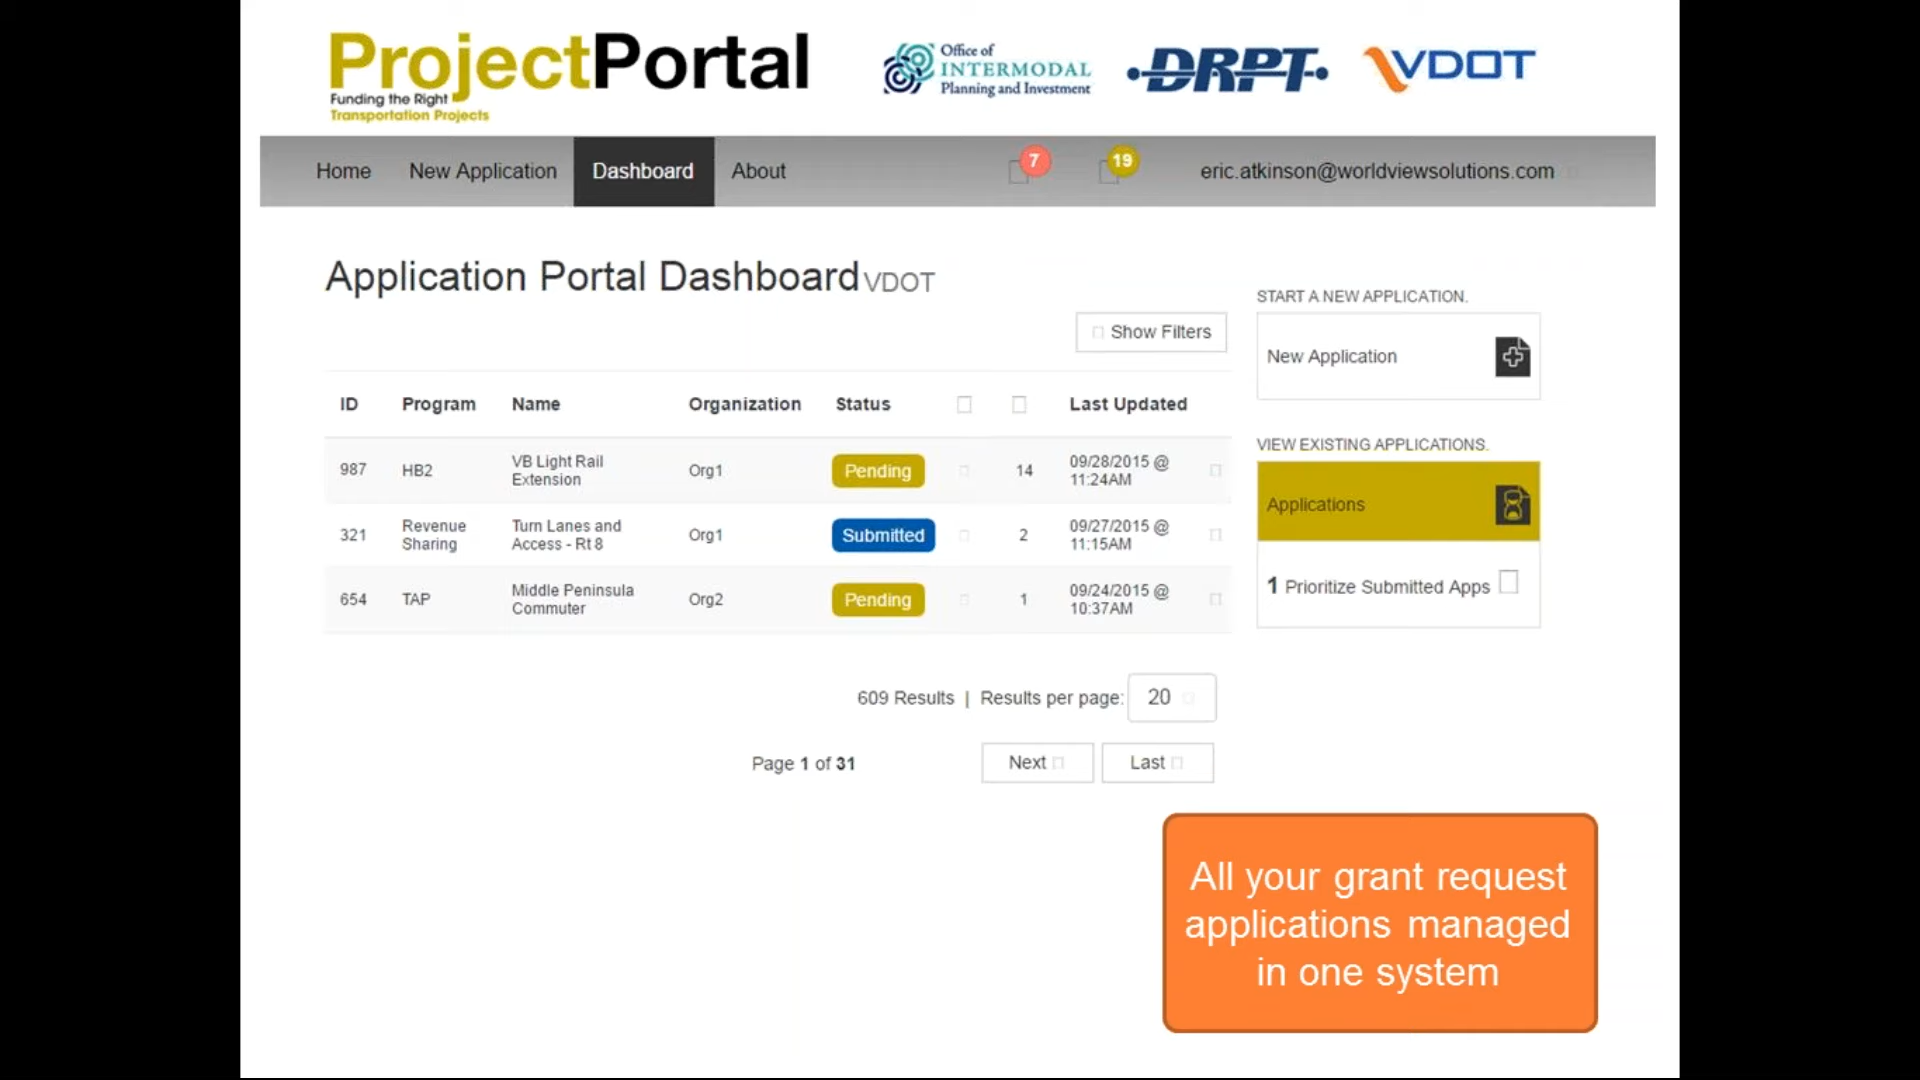 ProjectPortal
Funding the Right
Transportation Projects
Office of
INTERMODAL
Planning and Investment
DRPT
VDOT
Home New Application Dashboard About 7 19 eric.atkinson@worldviewsolutions.com
Application Portal Dashboard VDOT
Show Filters
ID Program Name Organization Status Last Updated
987 HB2 VB Light Rail Extension Org1 Pending 14 09/28/2015 @ 11:24AM
321 Revenue Sharing Turn Lanes and Access - Rt 8 Org1 Submitted 2 09/27/2015 @ 11:15AM
654 TAP Middle Peninsula Commuter Org2 Pending 1 09/24/2015 @ 10:37AM
609 Results | Results per page: 20
Page 1 of 31 Next Last
START A NEW APPLICATION.
New Application
VIEW EXISTING APPLICATIONS.
Applications
1 Prioritize Submitted Apps
All your grant request
applications managed
in one system